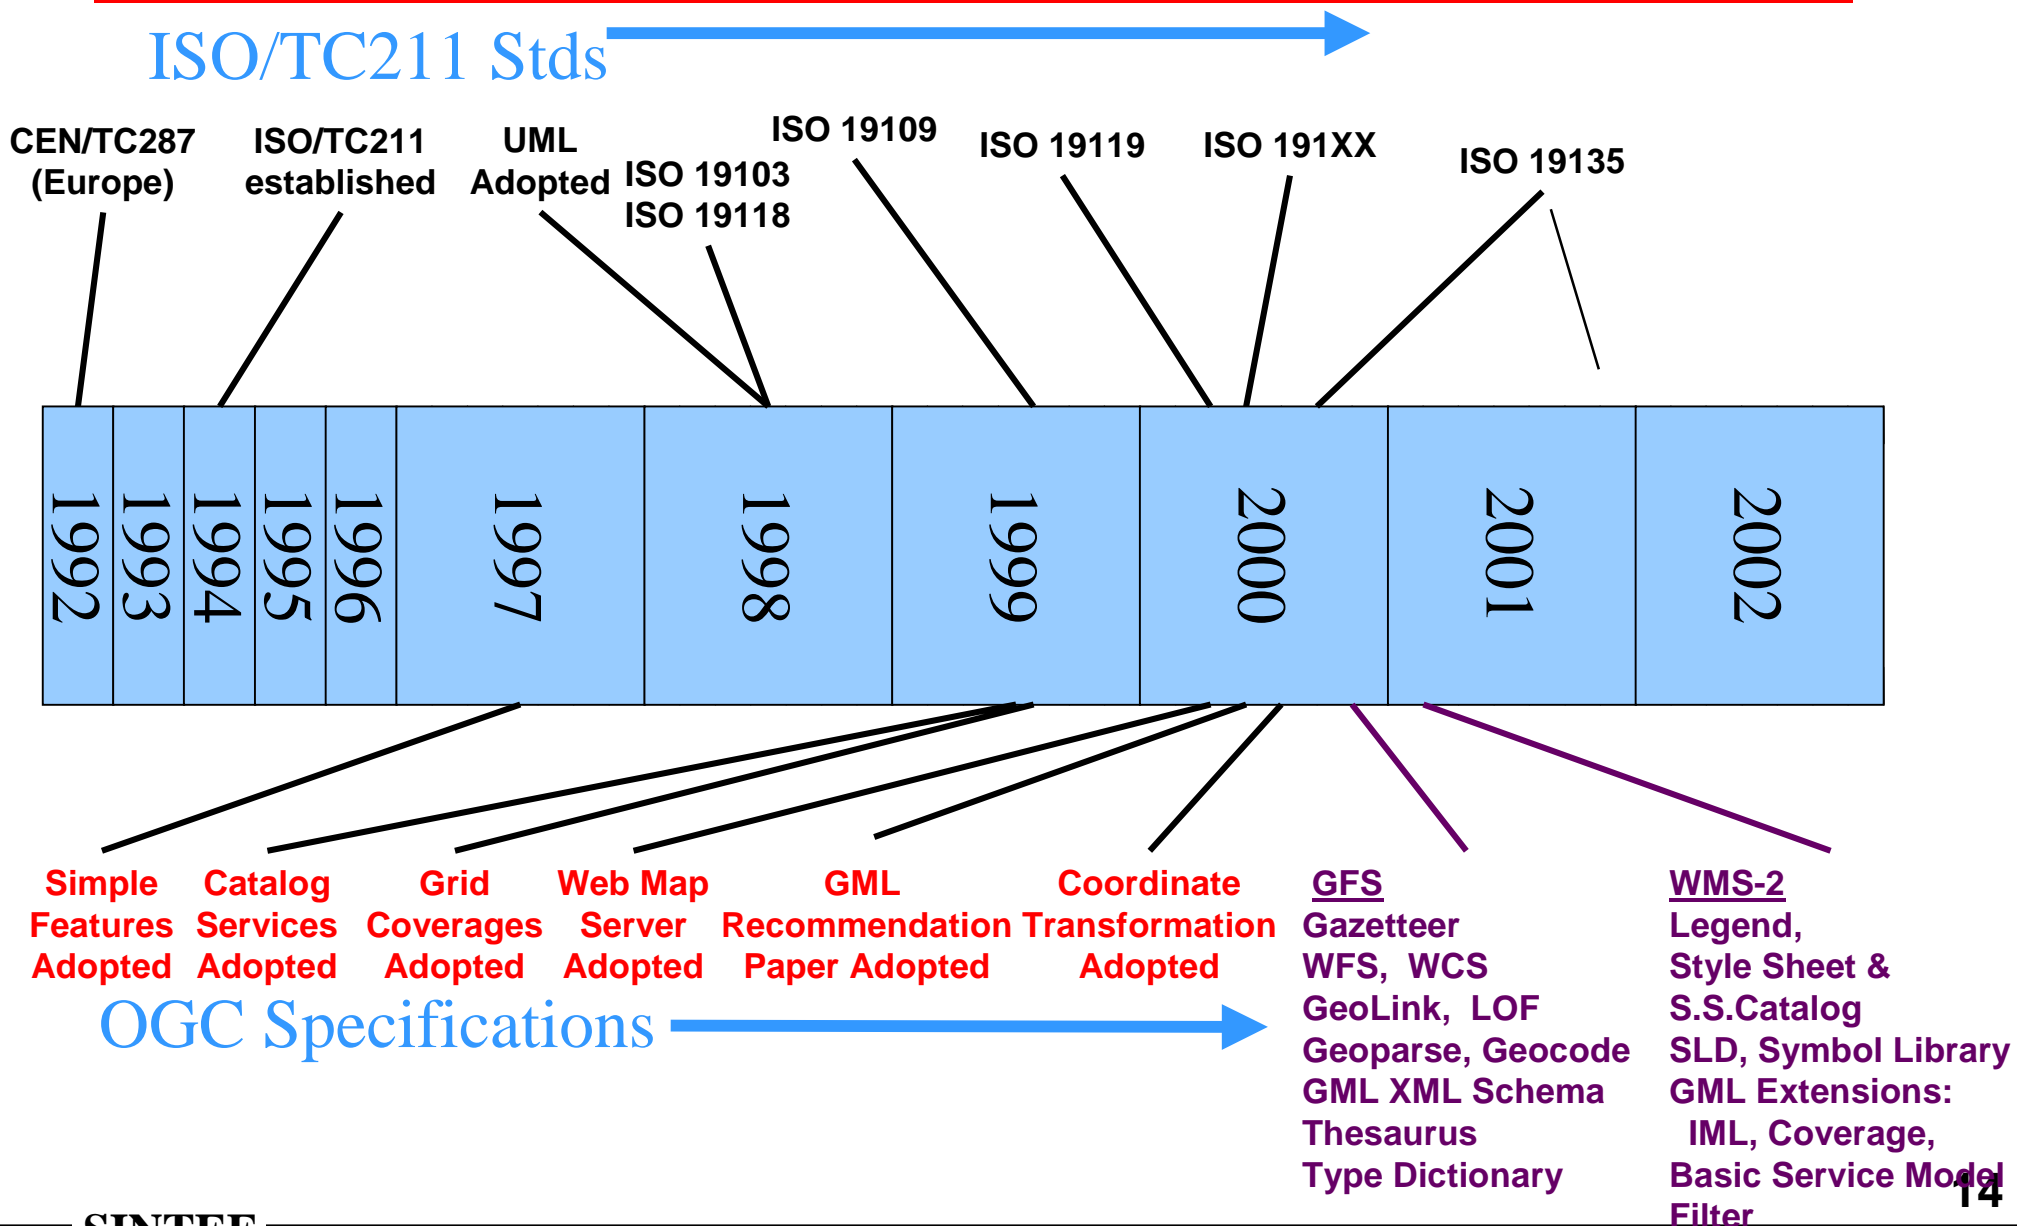 ISO/TC211 Stds
CEN/TC287
(Europe)
ISO/TC211
established
UML
Adopted
ISO 19103
ISO 19118
ISO 19109
ISO 19119
ISO 191XX
ISO 19135
1992
1993
1994
1995
1996
1997
1998
1999
2000
2001
2002
Simple
Features
Adopted
Catalog
Services
Adopted
Grid
Coverages
Adopted
Web Map
Server
Adopted
GML
Recommendation
Paper Adopted
Coordinate
Transformation
Adopted
GFS
Gazetteer
WFS, WCS
GeoLink, LOF
Geoparse, Geocode
GML XML Schema
Thesaurus
Type Dictionary
WMS-2
Legend,
Style Sheet &
S.S.Catalog
SLD, Symbol Library
GML Extensions:
IML, Coverage,
Basic Service Model
Filter
OGC Specifications
14
SINTEF